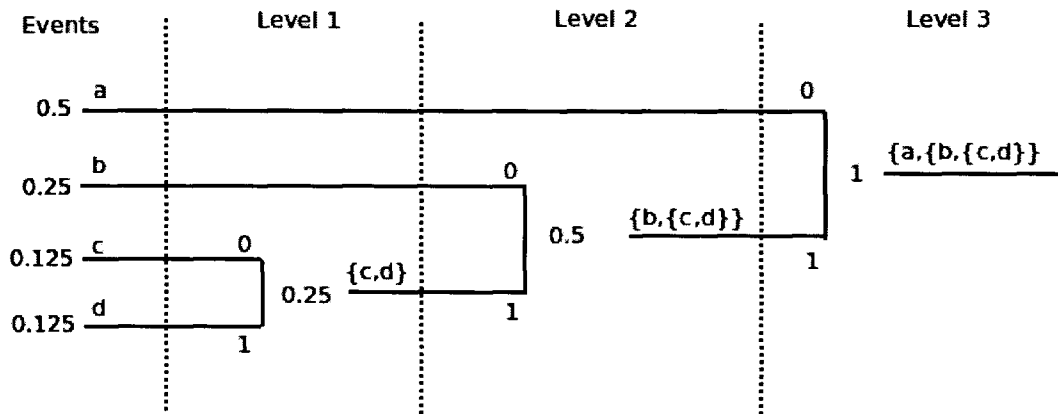 Events Level 1 Level 2 Level 3
a 0
0.5
{a,{b,{c,d}}
b 0 1
0.25
{b,{c,d}}
0.5
c 0
0.125 1
{c,d}
0.25
d 1
0.125
1